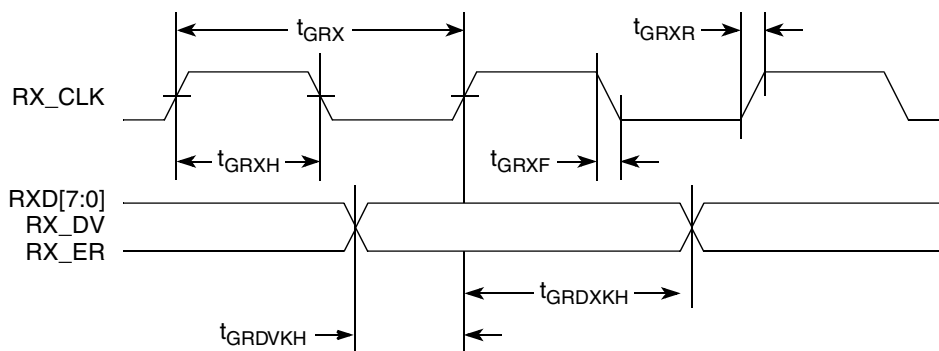 tGRX
tGRXR
RX_CLK
tGRXH
tGRXF
RXD[7:0]
RX_DV
RX_ER
tGRDXKH
tGRDVKH